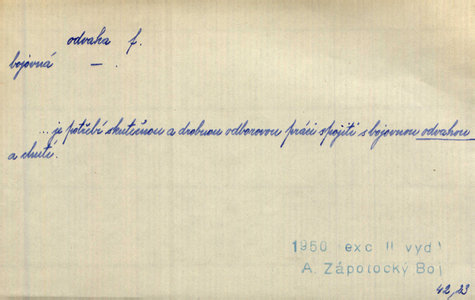 odvaha f.
bojovná — .
... je potřebí skutečnou a drobnou odborovou práci spojiti s bojovnou odvahou
a chutí.
1950 exc II vyd
A. Zápotocký Boj
42,23